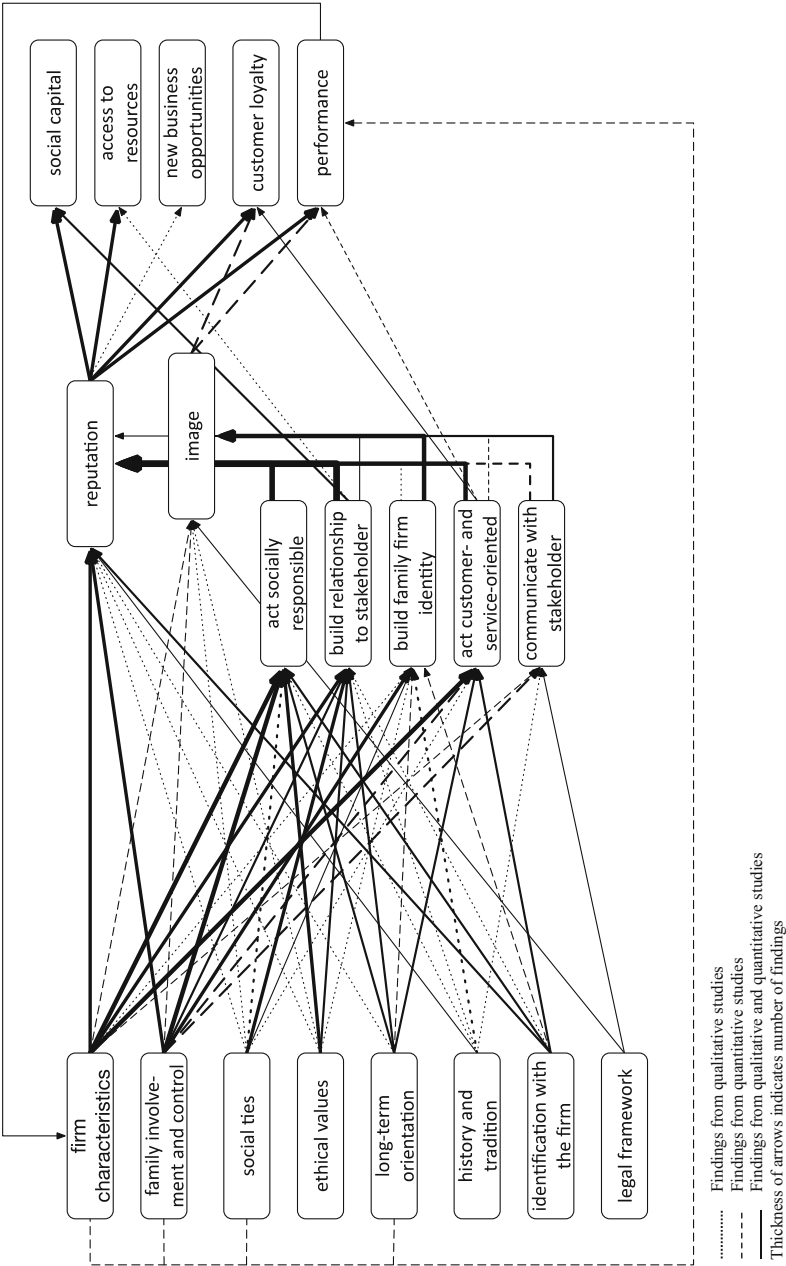 firm
characteristics
family involve-
ment and control
social ties
ethical values
long-term
orientation
history and
tradition
identification with
the firm
legal framework
act socially
responsible
build relationship
to stakeholder
build family firm
identity
act customer- and
service-oriented
communicate with
stakeholder
reputation
image
social capital
access to
resources
new business
opportunities
customer loyalty
performance
Findings from qualitative studies
Findings from quantitative studies
Findings from qualitative and quantitative studies
Thickness of arrows indicates number of findings